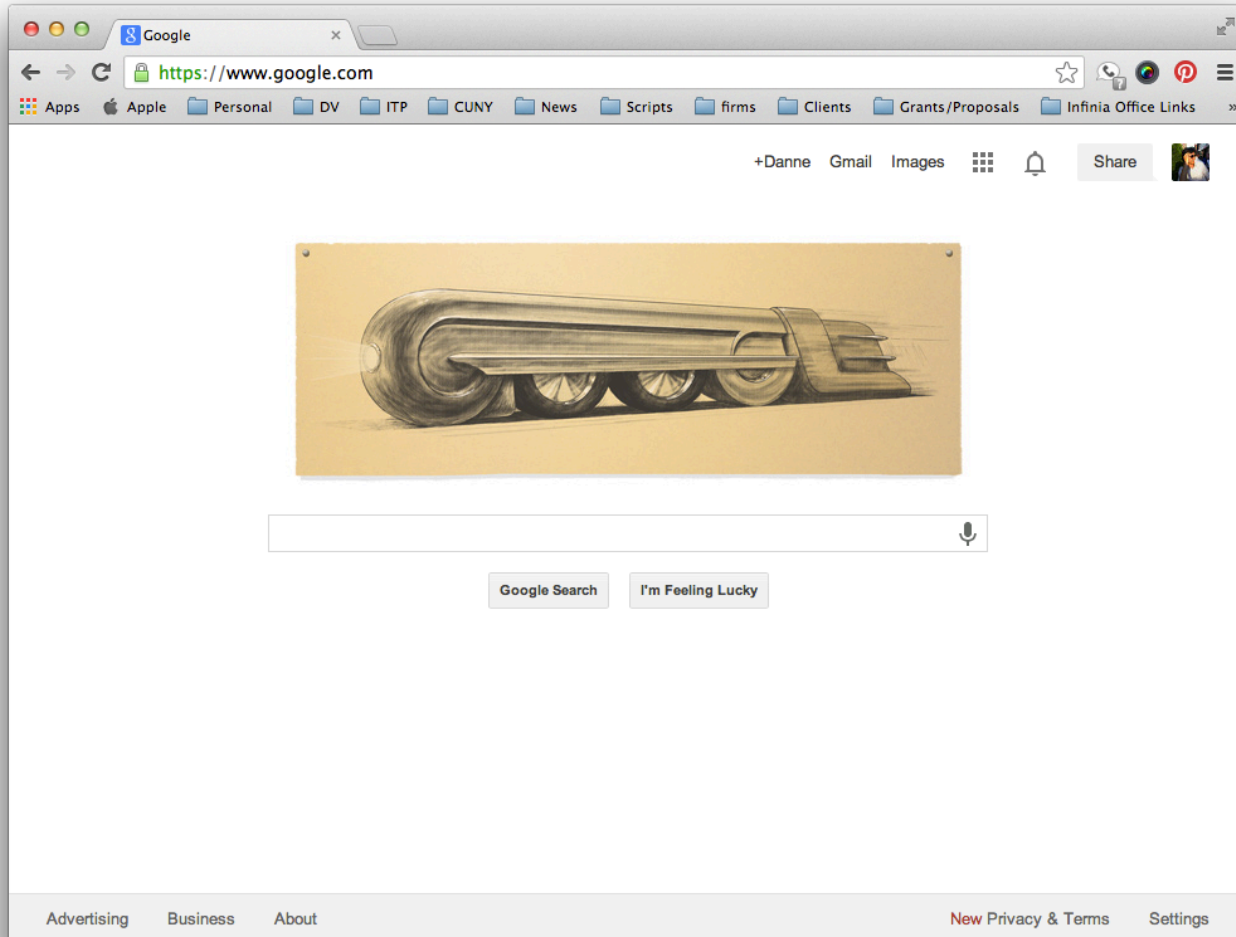 Google
https://www.google.com
Apps Apple Personal DV ITP CUNY News Scripts firms Clients Grants/Proposals Infinia Office Links »
+Danne Gmail Images Share
Google Search I'm Feeling Lucky
Advertising Business About New Privacy & Terms Settings